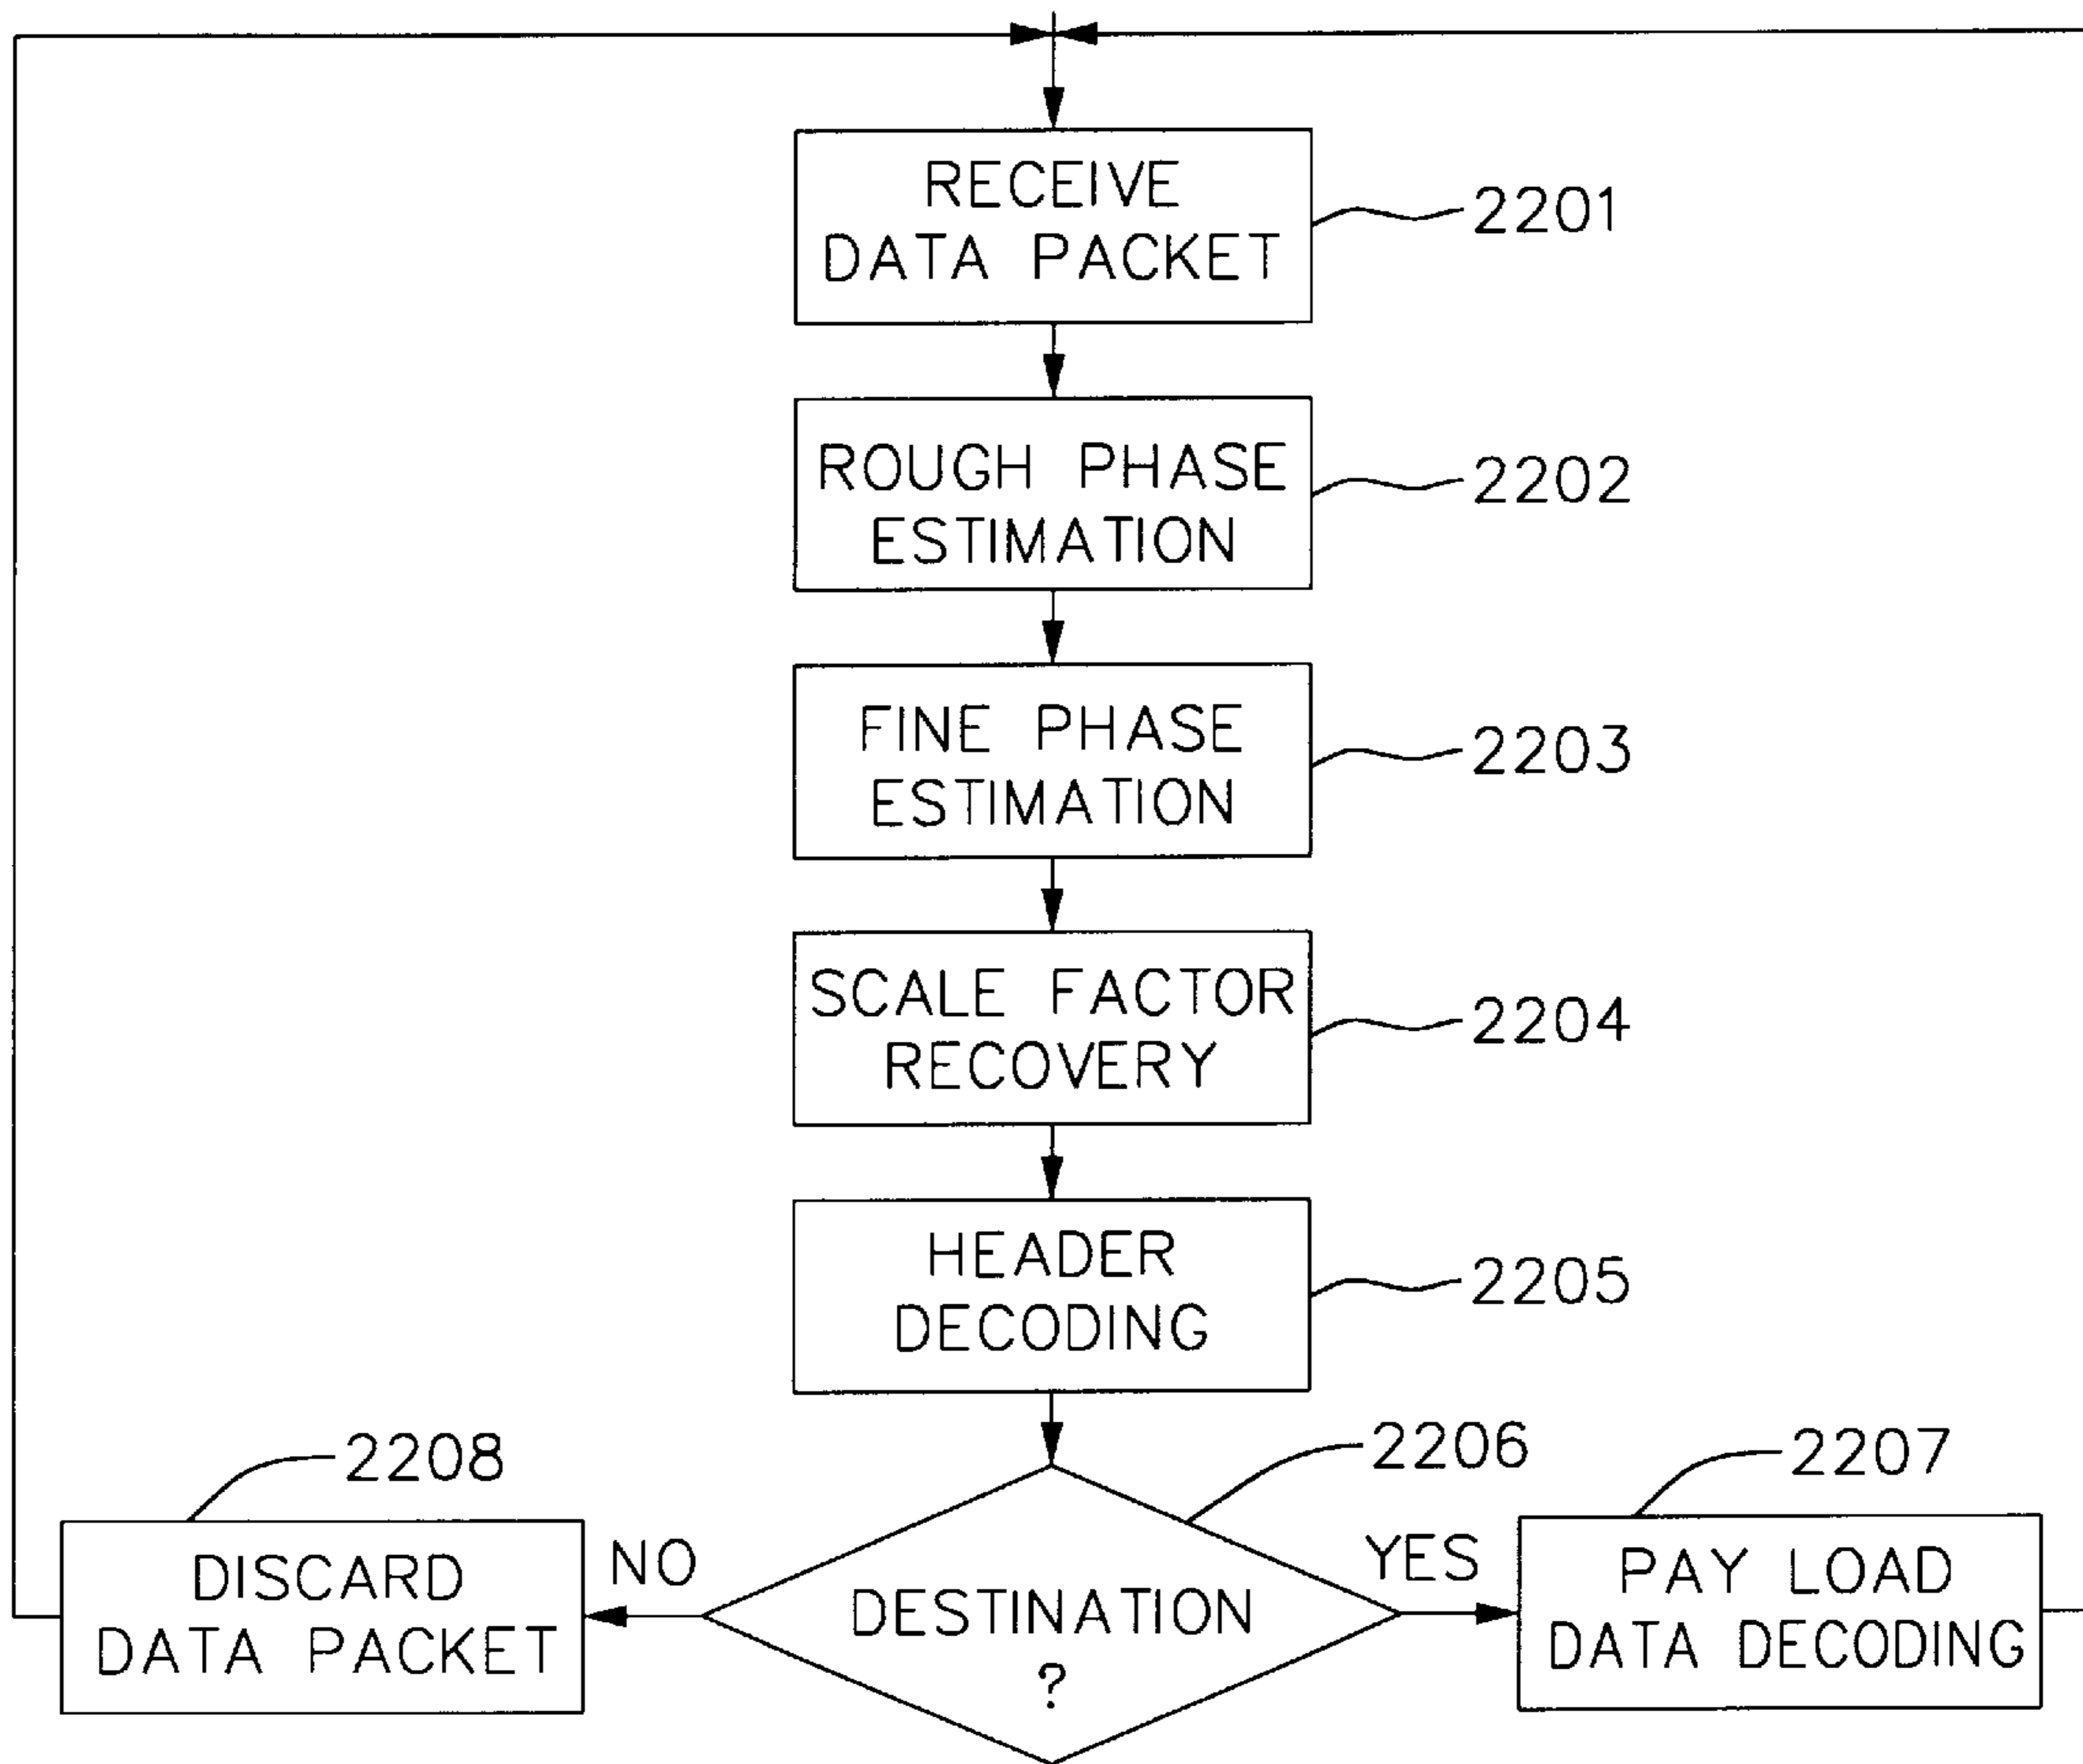 RECEIVE
DATA PACKET
2201
ROUGH PHASE
ESTIMATION
2202
FINE PHASE
ESTIMATION
2203
SCALE FACTOR
RECOVERY
2204
HEADER
DECODING
2205
2208
2206
2207
DISCARD
DATA PACKET
NO
DESTINATION
?
YES
PAY LOAD
DATA DECODING